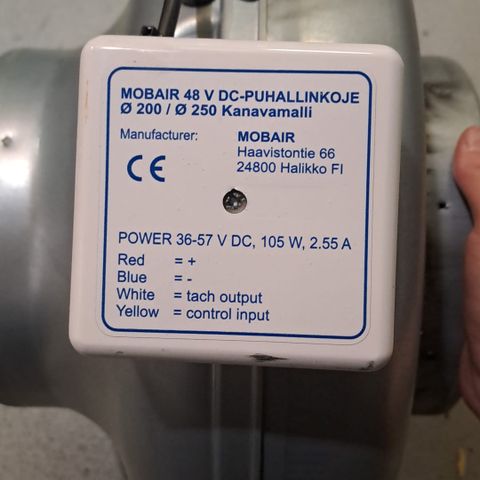 MOBAIR 48 V DC-PUHALLINKOJE
Ø 200 / Ø 250 Kanavamalli
Manufacturer: MOBAIR
Haavistontie 66
24800 Halikko FI
CE
POWER 36-57 V DC, 105 W, 2.55 A
Red = +
Blue = -
White = tach output
Yellow = control input